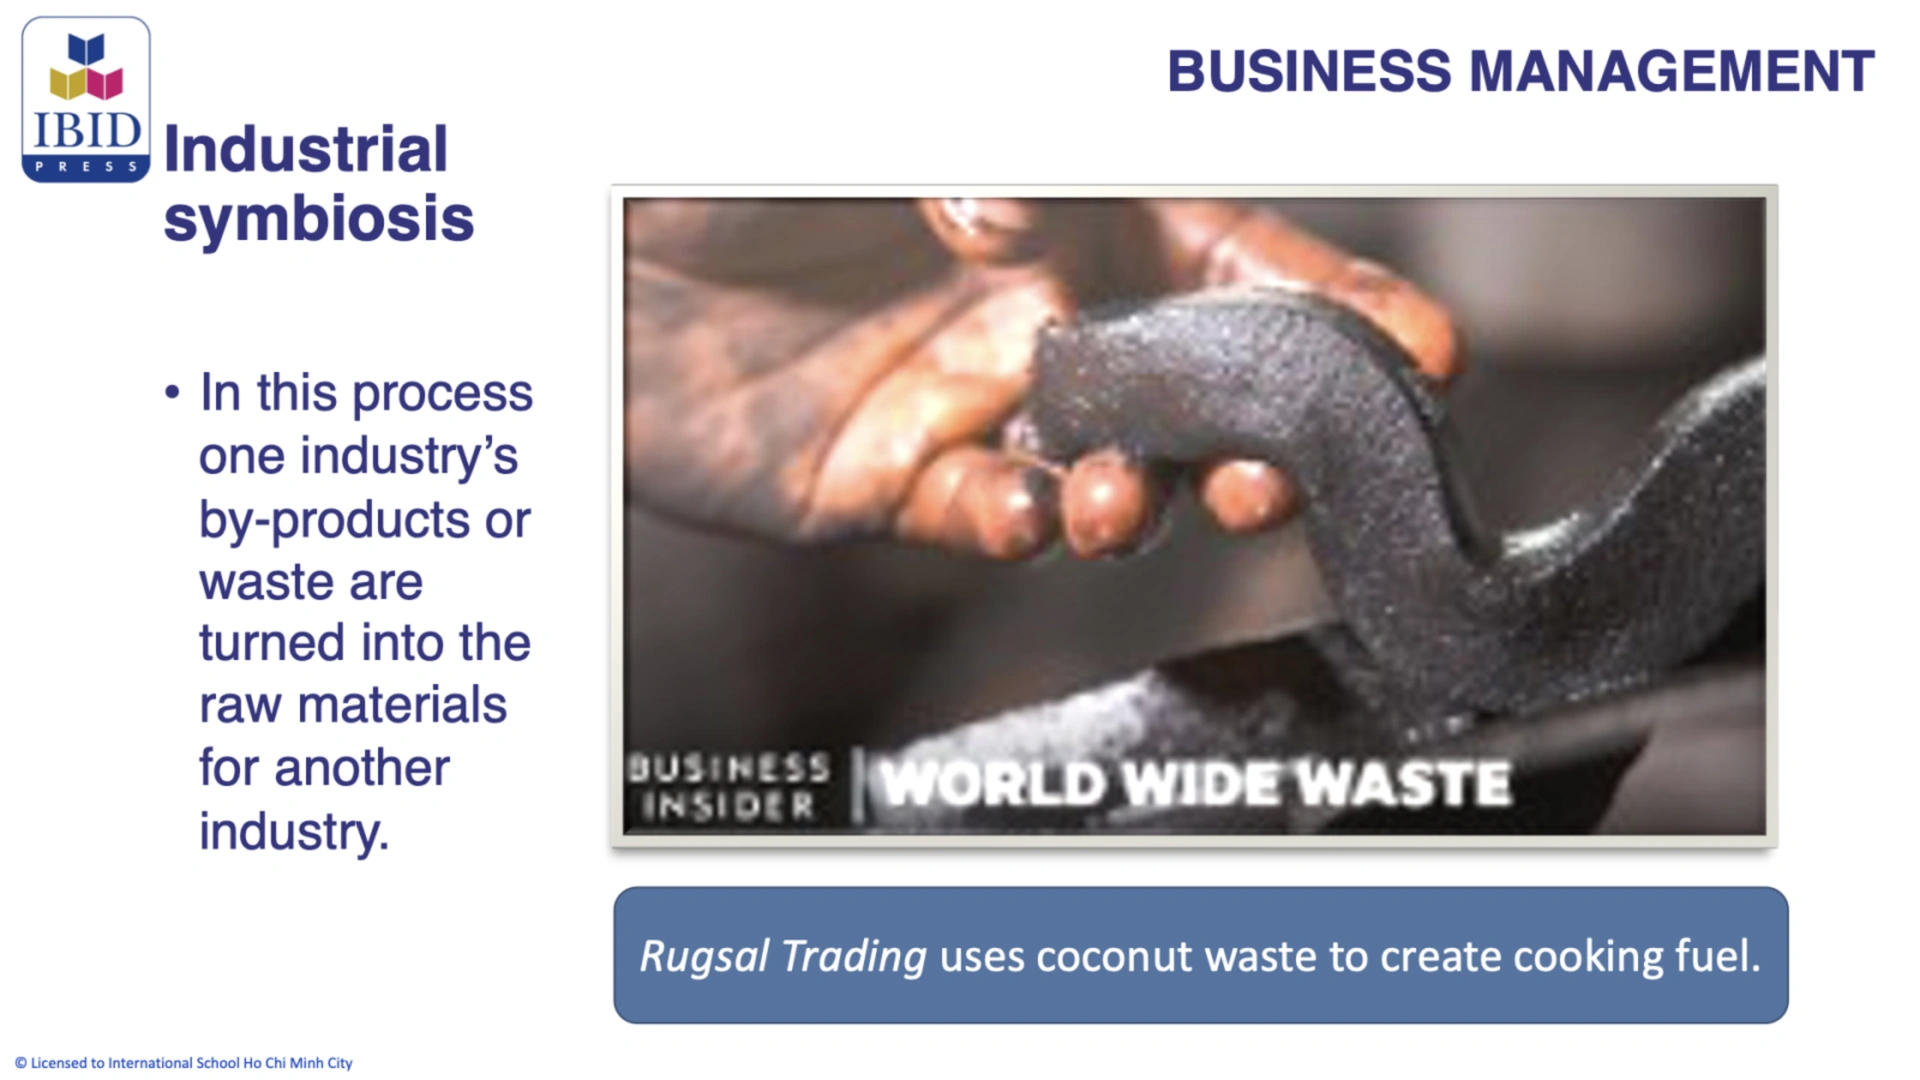 IBID
PRESS
BUSINESS MANAGEMENT
Industrial
symbiosis
• In this process
one industry’s
by-products or
waste are
turned into the
raw materials
for another
industry.
BUSINESS
INSIDER
WORLD WIDE WASTE
Rugsal Trading uses coconut waste to create cooking fuel.
© Licensed to International School Ho Chi Minh City